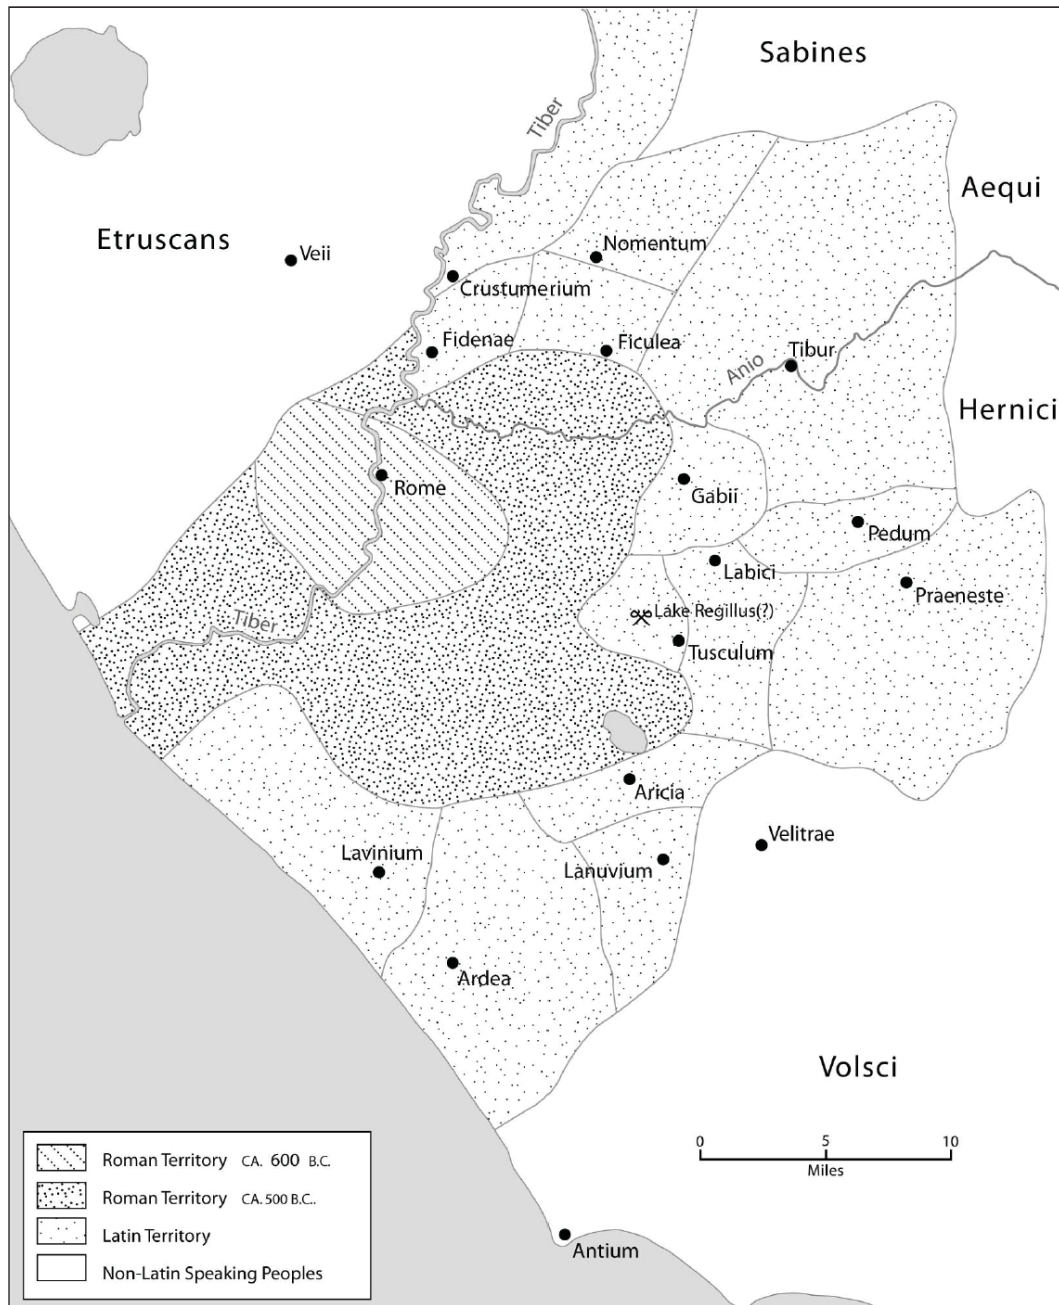 Sabines
Tiber
Aequi
Etruscans
Veii
Nomentum
Crustumerium
Fidenae
Ficulea
Anio
Tibur
Hernici
Rome
Gabii
Pedum
Labici
Praeneste
Lake Regillus(?)
Tiber
Tusculum
Aricia
Velitrae
Lavinium
Lanuvium
Ardea
Volsci
Roman Territory CA. 600 B.C.
Roman Territory CA. 500 B.C..
Latin Territory
Non-Latin Speaking Peoples
0 5 10
Miles
Antium